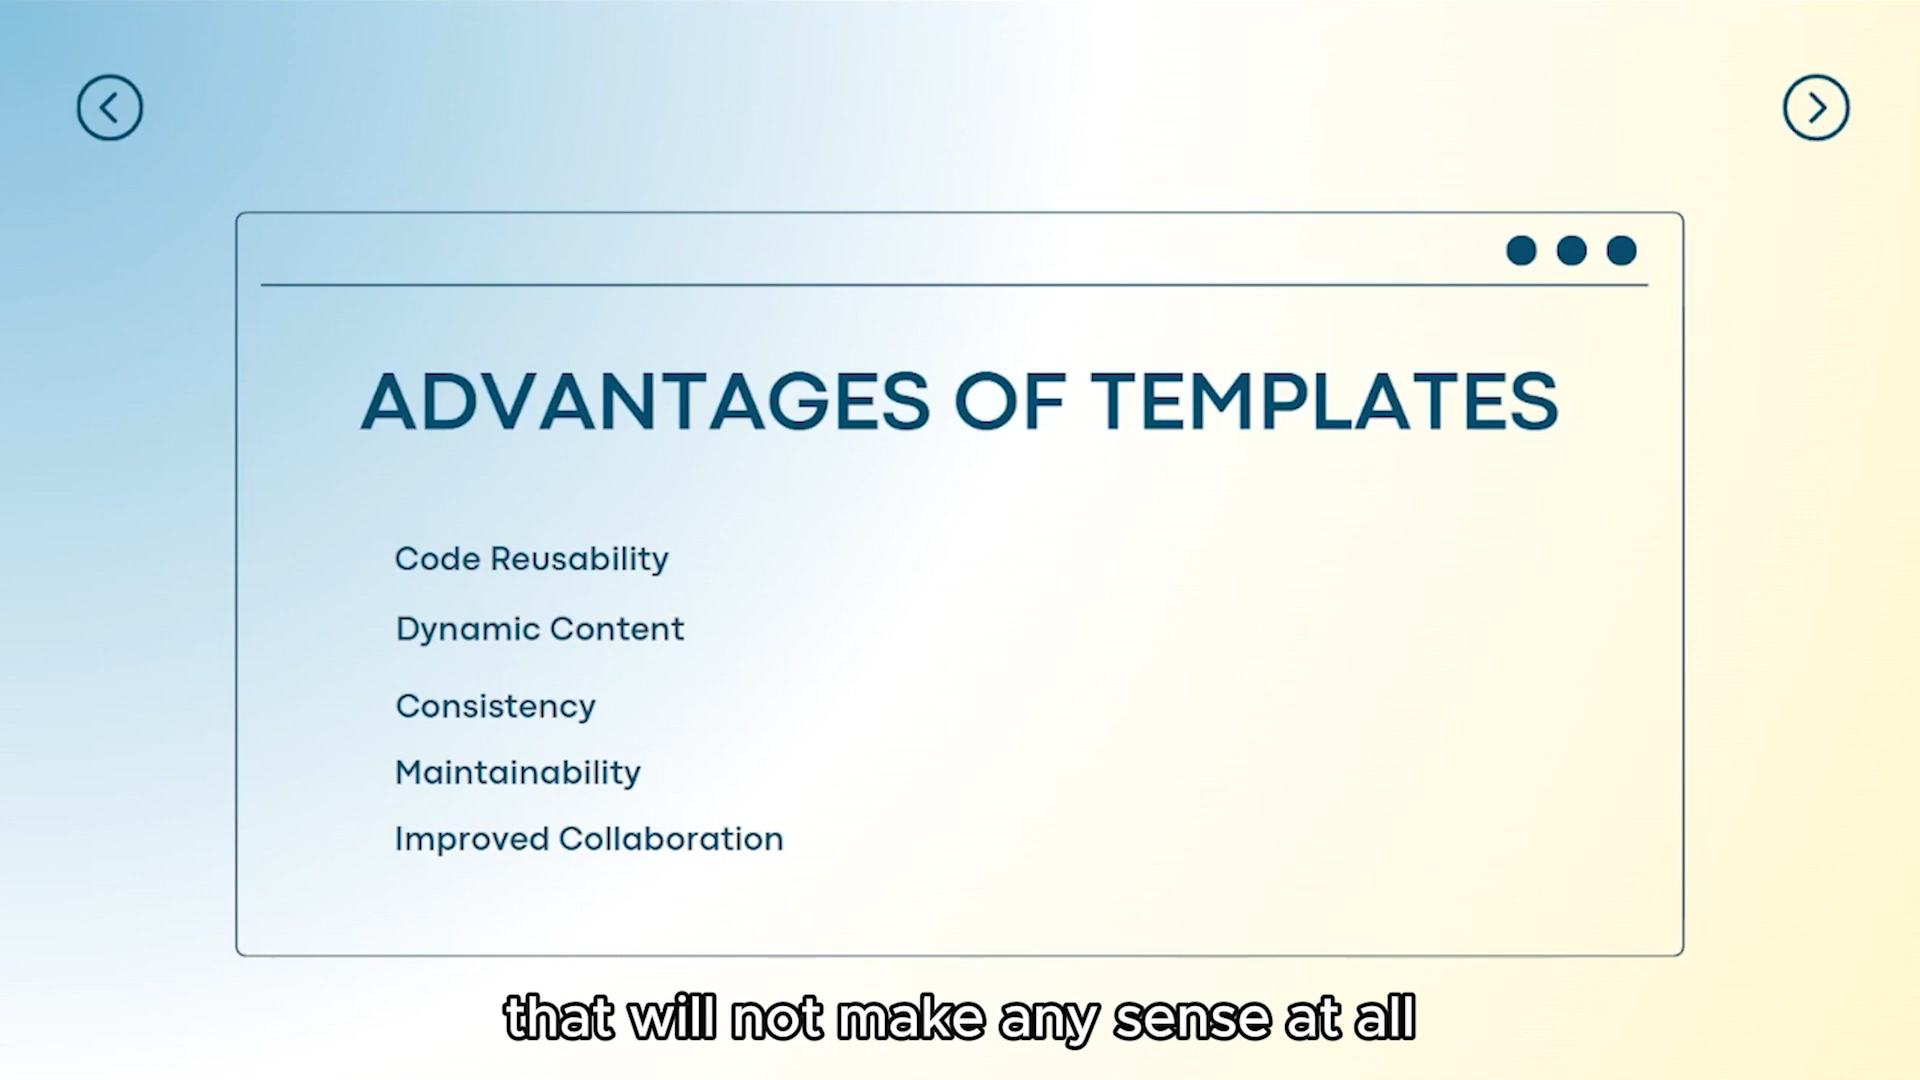 ADVANTAGES OF TEMPLATES
Code Reusability
Dynamic Content
Consistency
Maintainability
Improved Collaboration
that will not make any sense at all